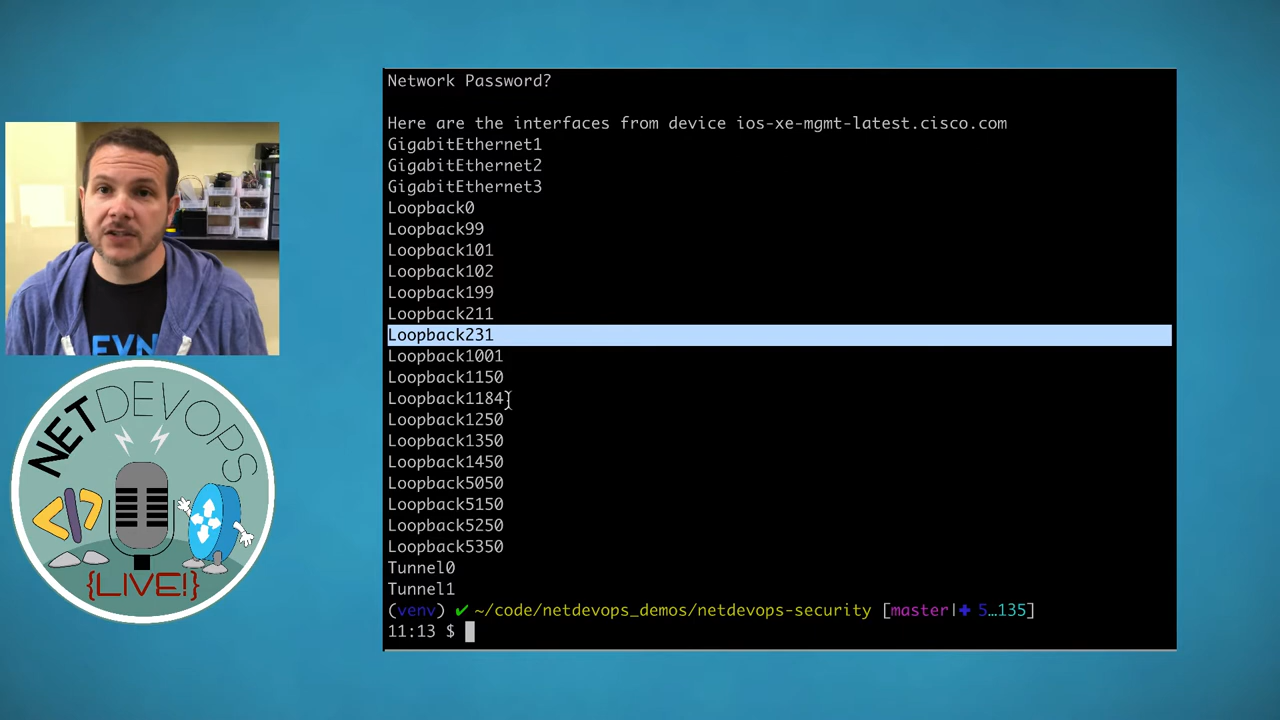 Network Password?
Here are the interfaces from device ios-xe-mgmt-latest.cisco.com
GigabitEthernet1
GigabitEthernet2
GigabitEthernet3
Loopback0
Loopback99
Loopback101
Loopback102
Loopback199
Loopback211
Loopback231
Loopback1001
Loopback1150
Loopback1184
Loopback1250
Loopback1350
Loopback1450
Loopback5050
Loopback5150
Loopback5250
Loopback5350
Tunnel0
Tunnel1
(venv) ✔ ~/code/netdevops_demos/netdevops-security [master|✚ 5…135]
11:13 $
EVN
NETDEVOPS
</>
{LIVE!}